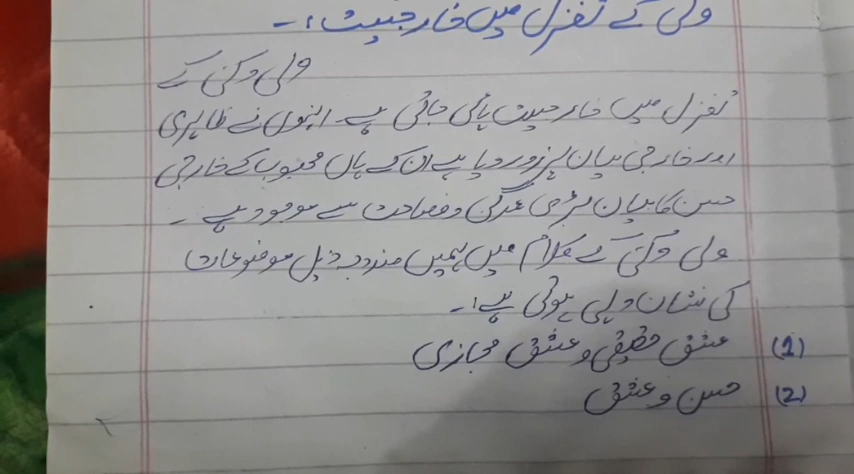 ولی کے تغزل میں خارجیت :۔
ولی دکنی کے
تغزل میں خارجیت پائی جاتی ہے۔ انہوں نے ظاہری
اور خارجی بیان پر زور دیا ہے ان کے ہاں محبوب کے خارجی
حسن کا بیان بڑی عمدگی و فصاحت سے موجود ہے ۔
ولی دکنی کے کلام میں ہمیں مندرجہ ذیل موضوعات
کی نشان دہی ہوتی ہے :۔
(1) عشق حقیقی و عشق مجازی
(2) حسن و عشق